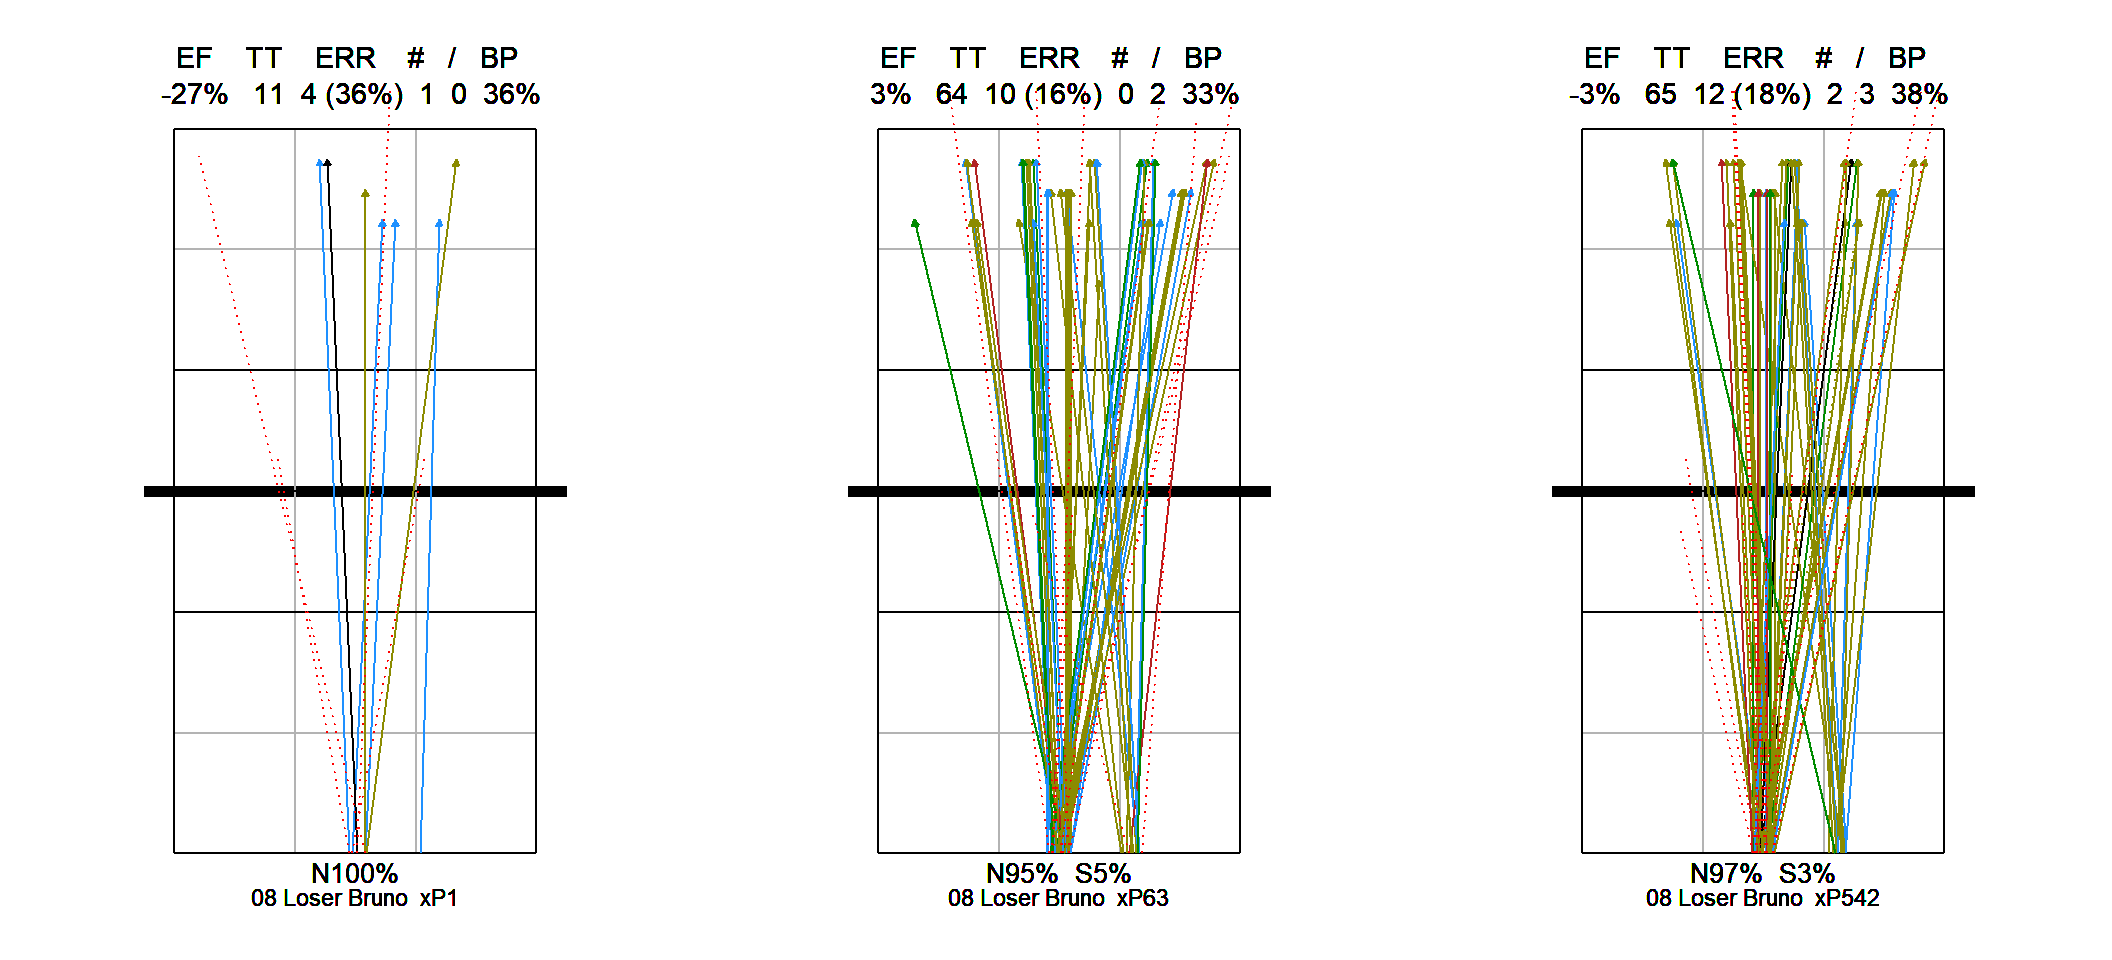 EF TT ERR # / BP
-27% 11 4 (36%) 1 0 36%
N100%
08 Loser Bruno xP1
EF TT ERR # / BP
3% 64 10 (16%) 0 2 33%
N95% S5%
08 Loser Bruno xP63
EF TT ERR # / BP
-3% 65 12 (18%) 2 3 38%
N97% S3%
08 Loser Bruno xP542